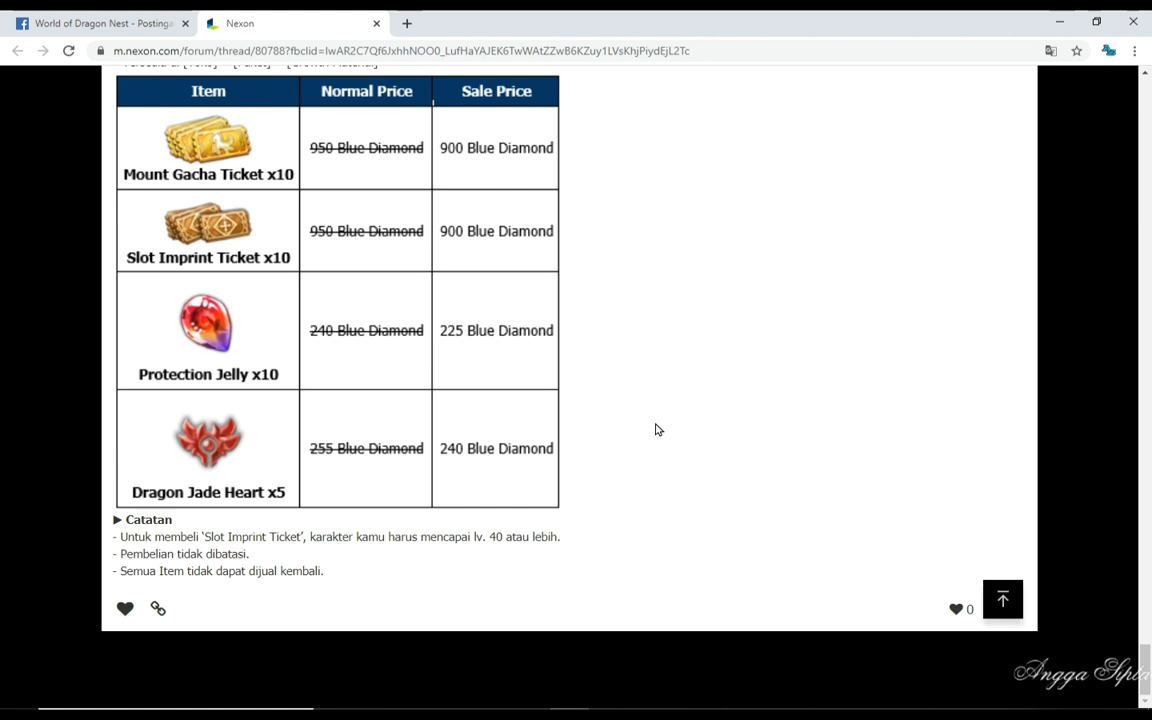 World of Dragon Nest - Posting
Nexon
m.nexon.com/forum/thread/80788?fbclid=IwAR2C7Qf6JxhhNOO0_LufHaYAJEK6TwWAtZZwB6KZuy1LVsKhjPiydEjL2Tc
Item Normal Price Sale Price
Mount Gacha Ticket x10 950 Blue Diamond 900 Blue Diamond
Slot Imprint Ticket x10 950 Blue Diamond 900 Blue Diamond
Protection Jelly x10 240 Blue Diamond 225 Blue Diamond
Dragon Jade Heart x5 255 Blue Diamond 240 Blue Diamond
► Catatan
- Untuk membeli ‘Slot Imprint Ticket’, karakter kamu harus mencapai lv. 40 atau lebih.
- Pembelian tidak dibatasi.
- Semua Item tidak dapat dijual kembali.
0
Angga